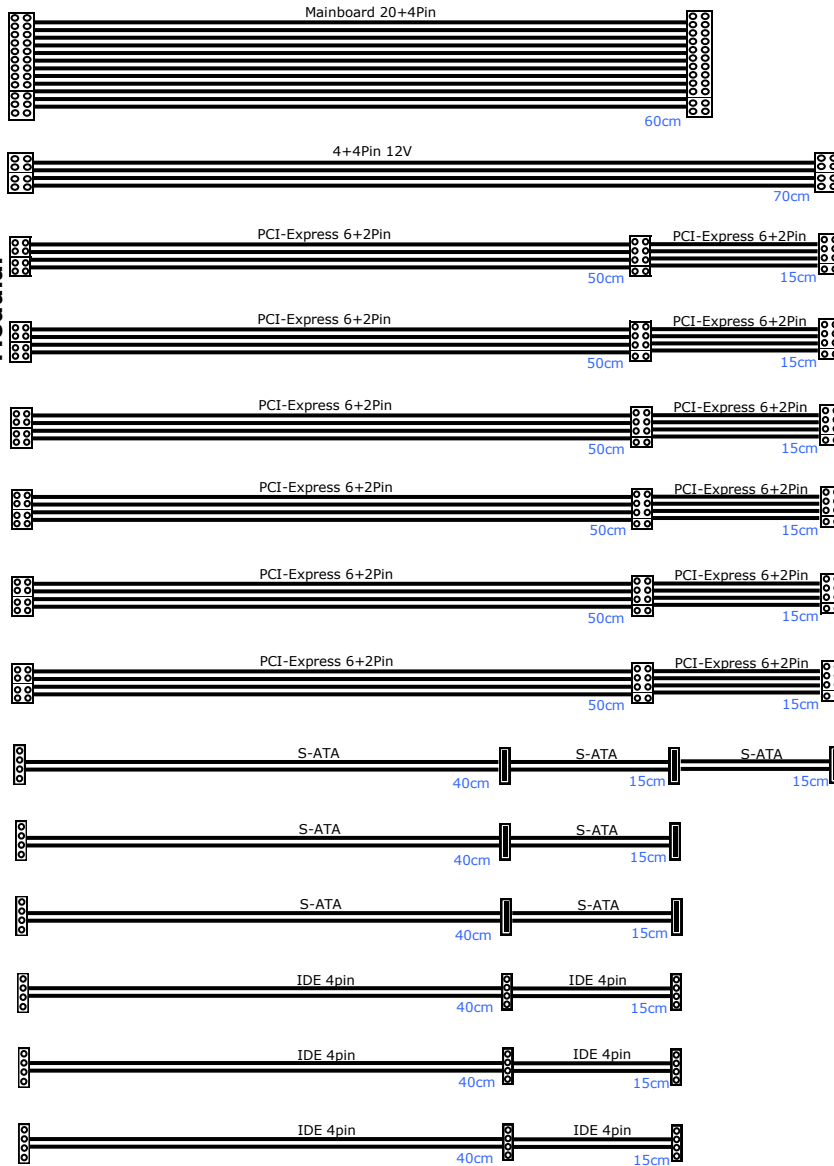 Mainboard 20+4Pin
60cm
4+4Pin 12V
70cm
PCI-Express 6+2Pin PCI-Express 6+2Pin
50cm 15cm
PCI-Express 6+2Pin PCI-Express 6+2Pin
50cm 15cm
PCI-Express 6+2Pin PCI-Express 6+2Pin
50cm 15cm
PCI-Express 6+2Pin PCI-Express 6+2Pin
50cm 15cm
PCI-Express 6+2Pin PCI-Express 6+2Pin
50cm 15cm
PCI-Express 6+2Pin PCI-Express 6+2Pin
50cm 15cm
S-ATA S-ATA S-ATA
40cm 15cm 15cm
S-ATA S-ATA
40cm 15cm
S-ATA S-ATA
40cm 15cm
IDE 4pin IDE 4pin
40cm 15cm
IDE 4pin IDE 4pin
40cm 15cm
IDE 4pin IDE 4pin
40cm 15cm